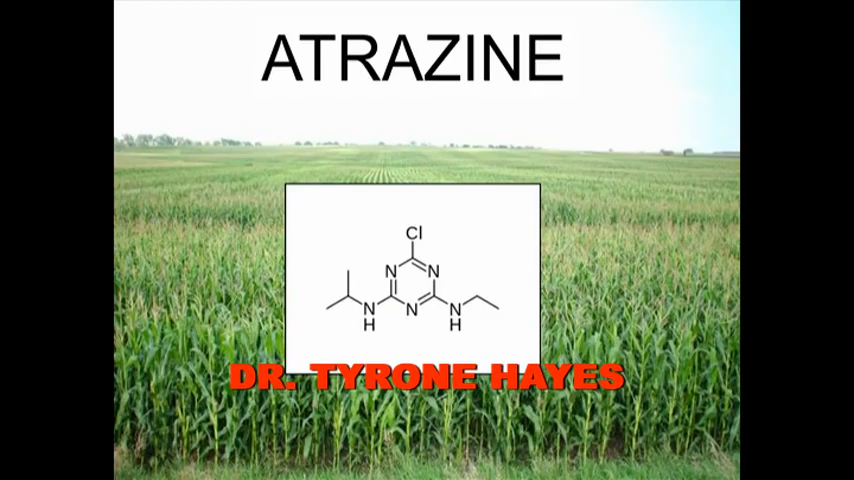 ATRAZINE
Cl
N N
N N N
H H
DR. TYRONE HAYES